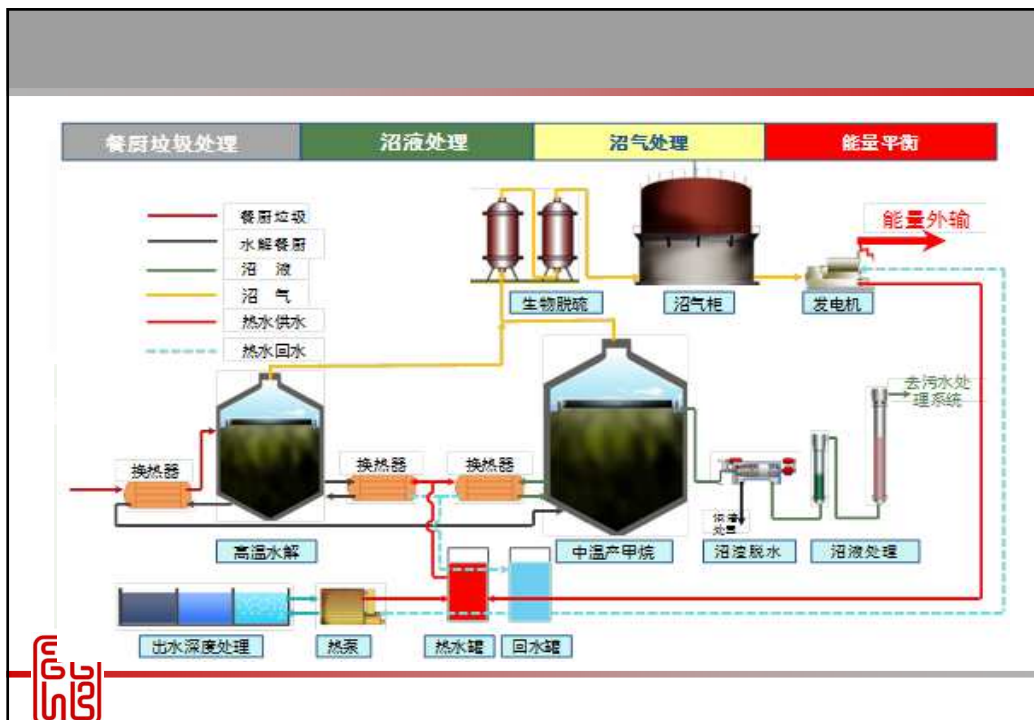 餐厨垃圾处理
沼液处理
沼气处理
能量平衡
餐厨垃圾
水解餐厨
沼 液
沼 气
热水供水
热水回水
生物脱硫
沼气柜
发电机
能量外输
去污水处
理系统
换热器
换热器
换热器
沼渣
处置
高温水解
中温产甲烷
沼渣脱水
沼液处理
出水深度处理
热泵
热水罐
回水罐